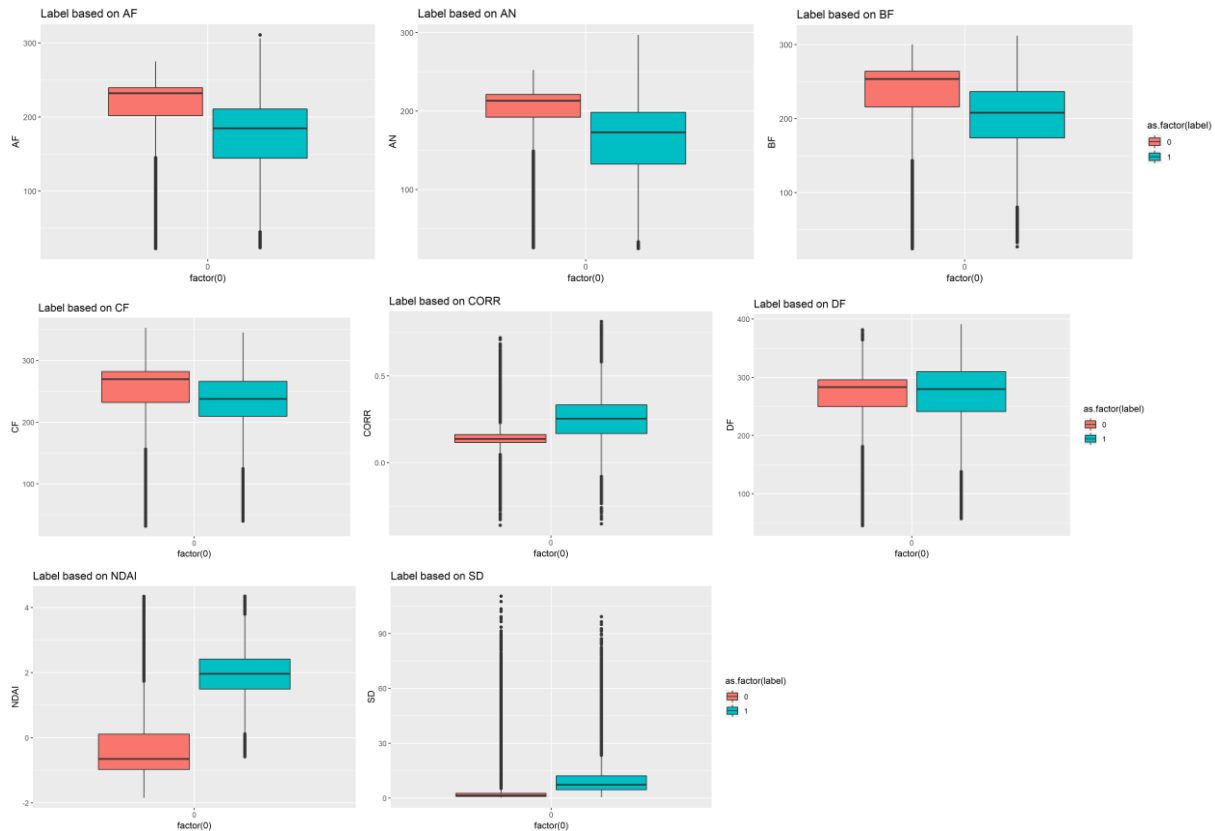 Label based on AF
300
200
100
AF
0
factor(0)
Label based on AN
300
200
100
AN
0
factor(0)
Label based on BF
300
200
100
0
BF
0
factor(0)
as.factor(label)
0
1
Label based on CF
300
200
100
CF
0
factor(0)
Label based on CORR
0.5
0.0
CORR
0
factor(0)
Label based on DF
400
300
200
100
DF
0
factor(0)
as.factor(label)
0
1
Label based on NDAI
4
2
0
-2
NDAI
0
factor(0)
Label based on SD
90
60
30
0
SD
0
factor(0)
as.factor(label)
0
1